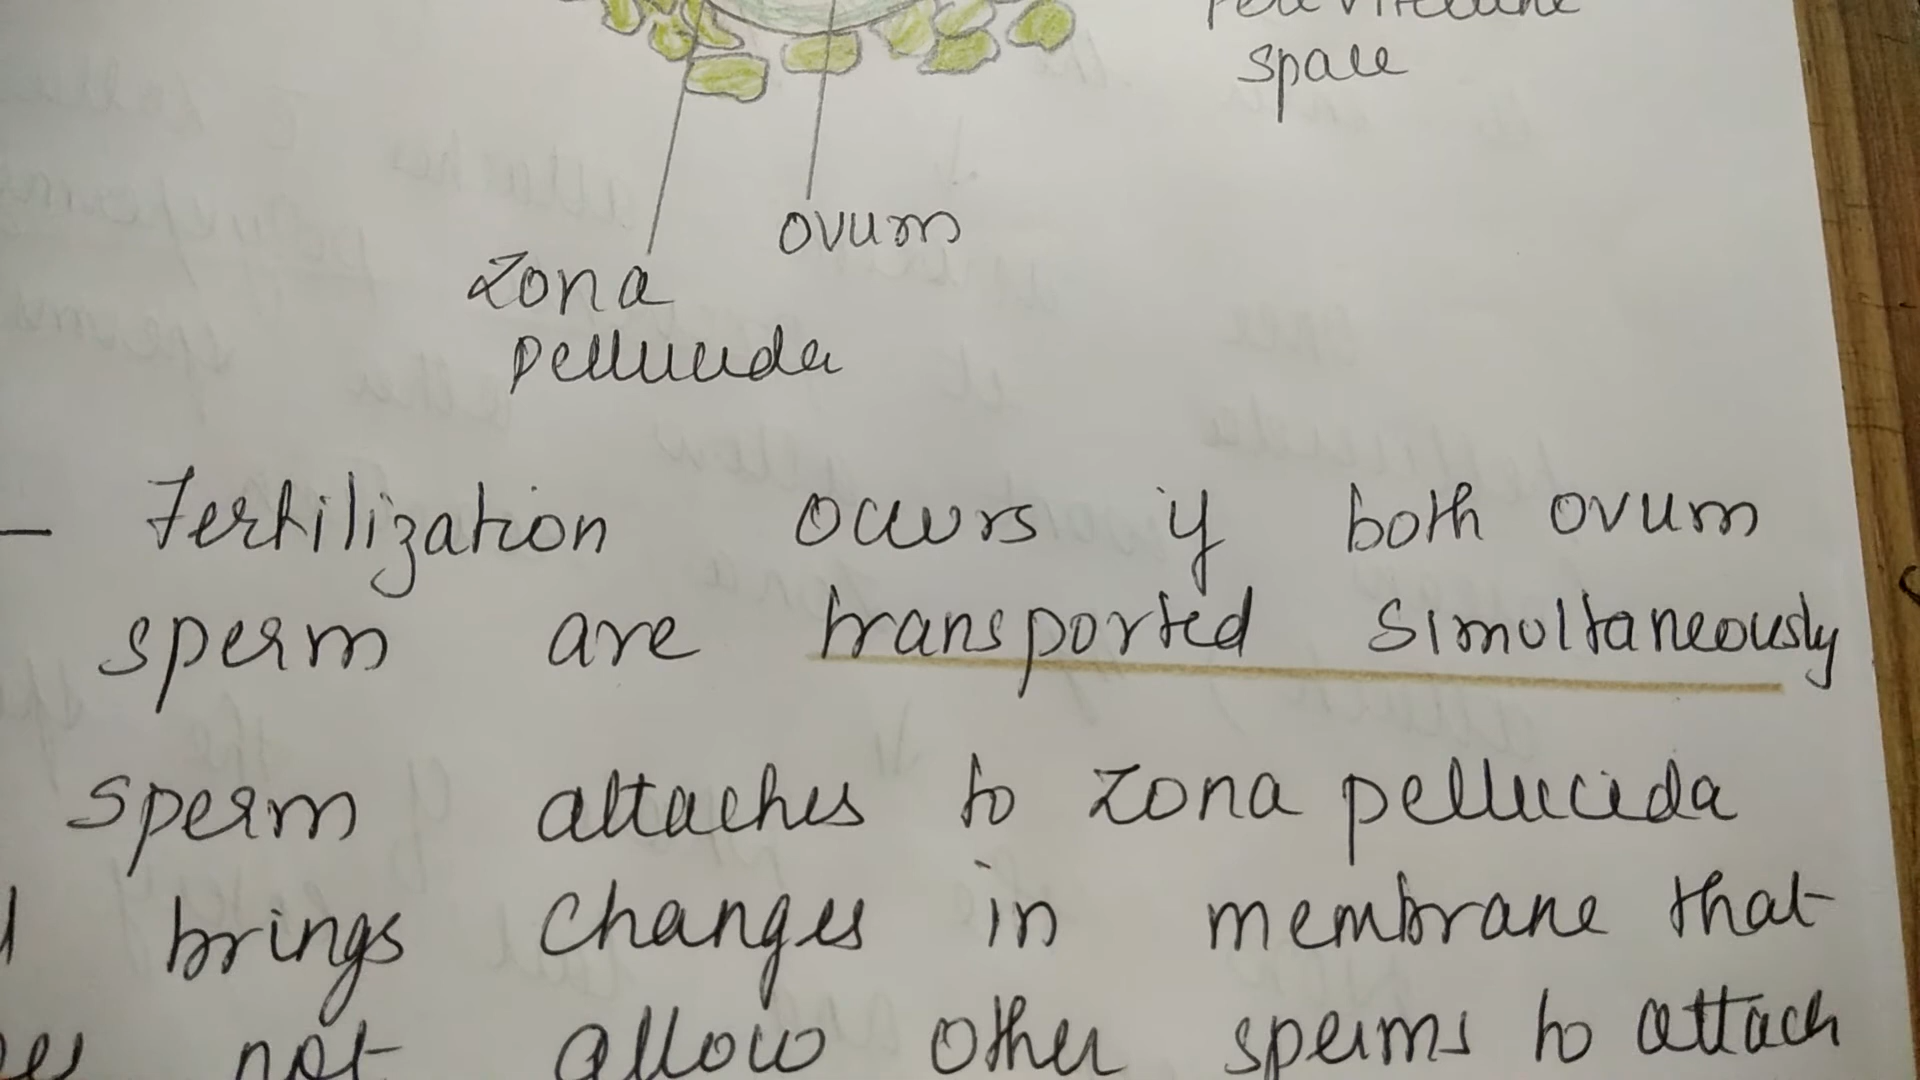 space
ovum
Zona
pellucida
– Fertilization occurs if both ovum
sperm are transported simultaneously
sperm attaches to zona pellucida
brings changes in membrane that
not allow other sperms to attach